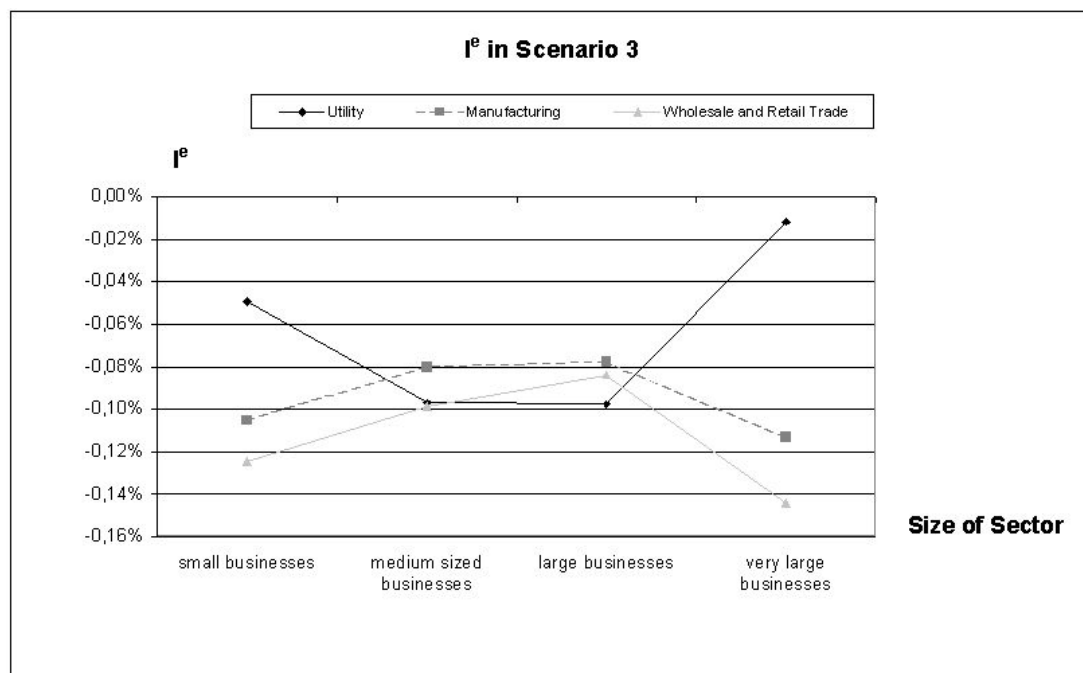 Iᵉ in Scenario 3
Utility Manufacturing Wholesale and Retail Trade
Iᵉ
0,00%
-0,02%
-0,04%
-0,06%
-0,08%
-0,10%
-0,12%
-0,14%
-0,16%
Size of Sector
small businesses medium sized large businesses very large
businesses businesses